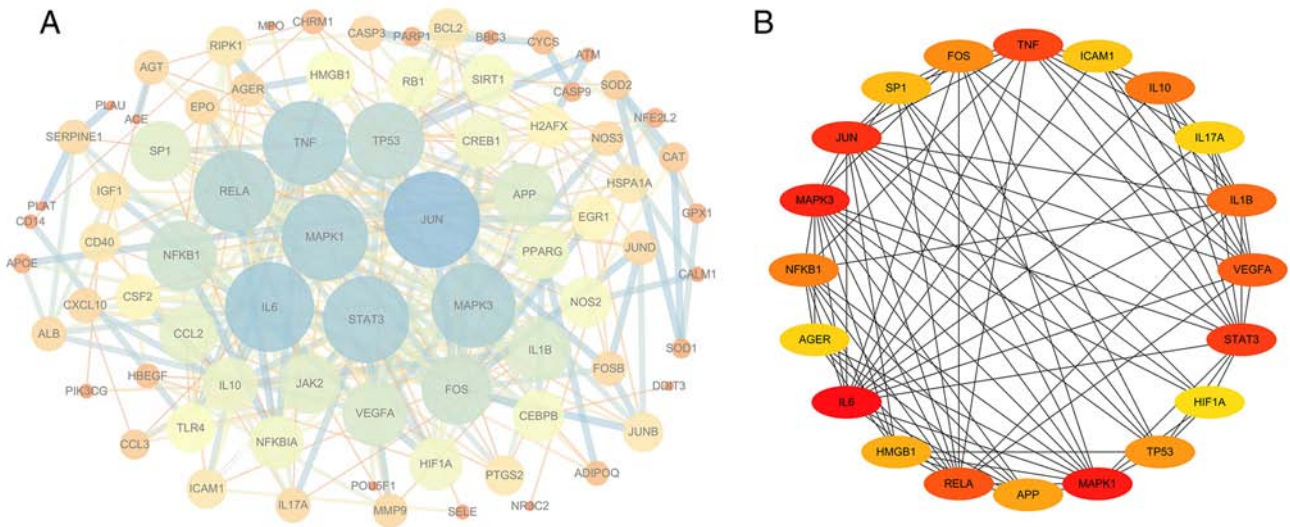 A
MPO
CHRM1
CASP3
PARP1
BCL2
BBC3
CYCS
RIPK1
ATM
AGT
AGER
HMGB1
RB1
SIRT1
CASP9
SOD2
PLAU
EPO
ACE
NFE2L2
SERPINE1
SP1
TNF
TP53
CREB1
H2AFX
NOS3
CAT
IGF1
RELA
APP
HSPA1A
PLAT
CD14
JUN
EGR1
GPX1
CD40
MAPK1
NFKB1
PPARG
JUND
APOE
CALM1
CXCL10
CSF2
IL6
STAT3
MAPK3
NOS2
ALB
CCL2
IL1B
SOD1
HBEGF
FOSB
PIK3CG
IL10
JAK2
FOS
DDIT3
VEGFA
CEBPB
TLR4
NFKBIA
JUNB
CCL3
HIF1A
PTGS2
ADIPOQ
ICAM1
POU5F1
IL17A
MMP9
SELE
NR3C2
B
TNF
FOS
ICAM1
SP1
IL10
JUN
IL17A
MAPK3
IL1B
NFKB1
VEGFA
AGER
STAT3
IL6
HIF1A
HMGB1
TP53
RELA
APP
MAPK1